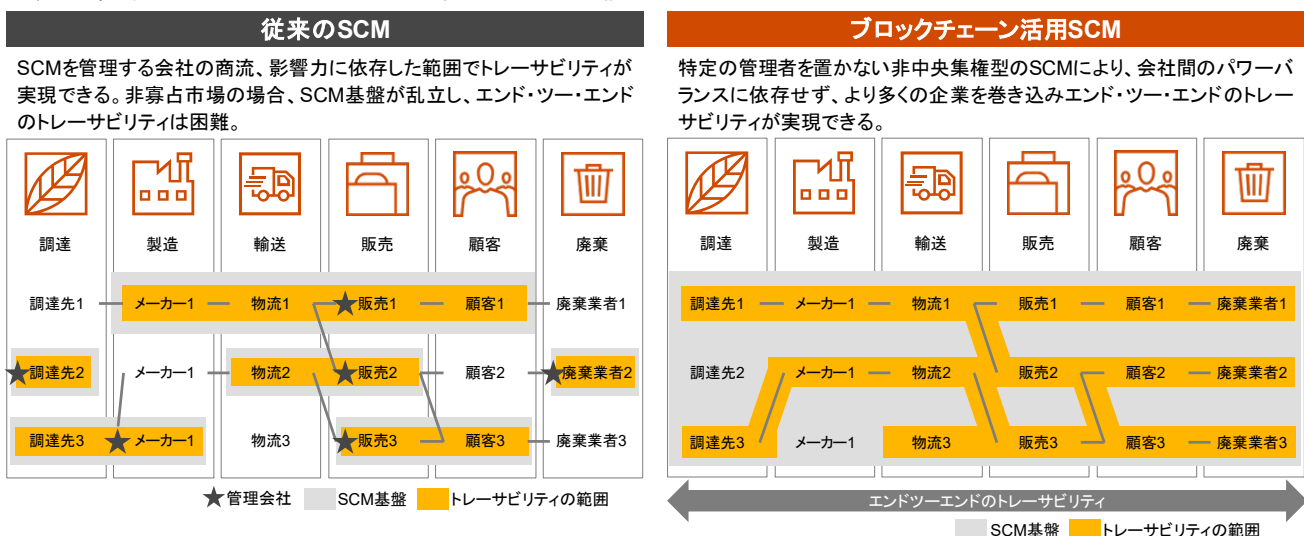 従来のSCM
SCMを管理する会社の商流、影響力に依存した範囲でトレーサビリティが
実現できる。非寡占市場の場合、SCM基盤が乱立し、エンド・ツー・エンド
のトレーサビリティは困難。
調達 製造 輸送 販売 顧客 廃棄
調達先1 メーカー1 物流1 販売1 顧客1 廃棄業者1
調達先2 メーカー1 物流2 販売2 顧客2 廃棄業者2
調達先3 メーカー1 物流3 販売3 顧客3 廃棄業者3
★管理会社 SCM基盤 トレーサビリティの範囲
ブロックチェーン活用SCM
特定の管理者を置かない非中央集権型のSCMにより、会社間のパワーバ
ランスに依存せず、より多くの企業を巻き込みエンド・ツー・エンドのトレー
サビリティが実現できる。
調達 製造 輸送 販売 顧客 廃棄
調達先1 メーカー1 物流1 販売1 顧客1 廃棄業者1
調達先2 メーカー1 物流2 販売2 顧客2 廃棄業者2
調達先3 メーカー1 物流3 販売3 顧客3 廃棄業者3
エンドツーエンドのトレーサビリティ
SCM基盤 トレーサビリティの範囲